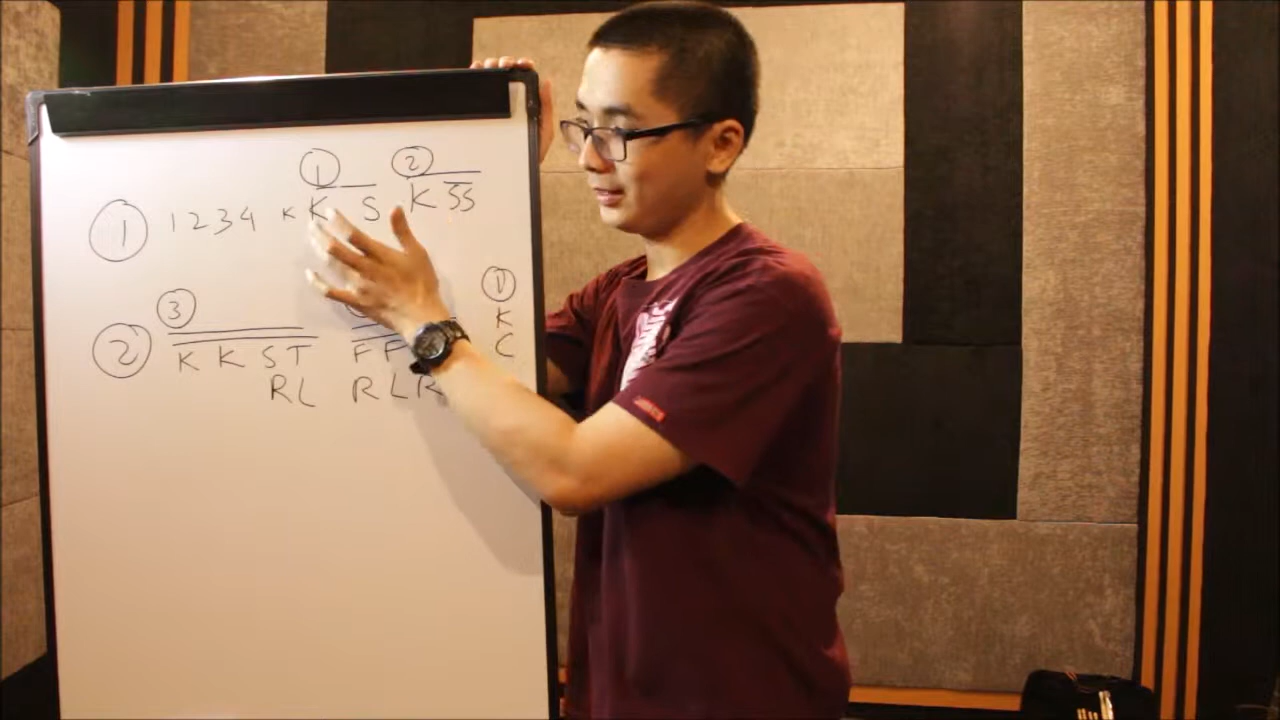 ① ②
① 1 2 3 4 K K S K SS
③ ①
② K K S T F F K
C
R L R L R